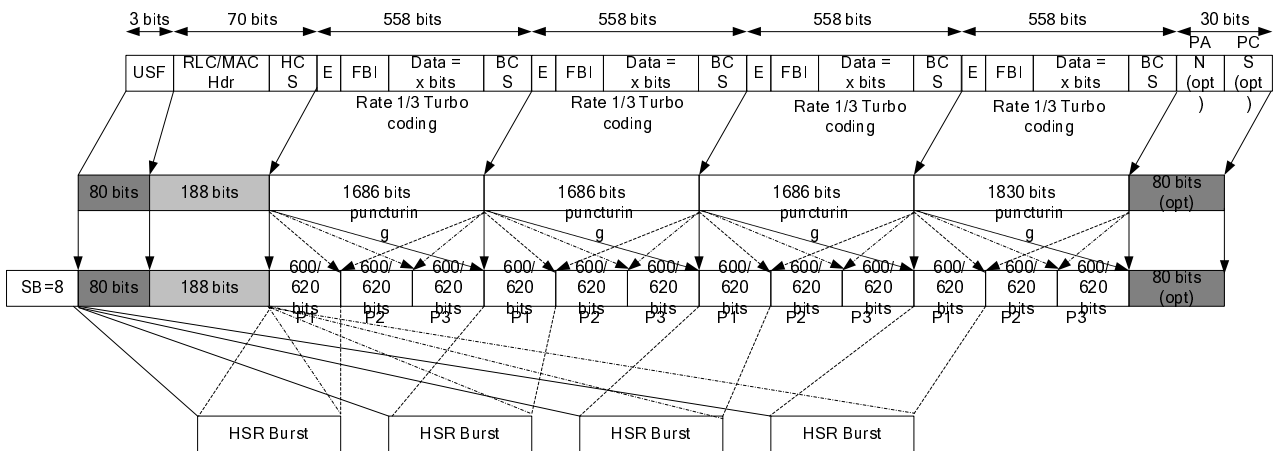 3 bits 70 bits 558 bits 558 bits 558 bits 558 bits 30 bits
USF
RLC/MAC
Hdr
HC
S
E
FBI
Data =
x bits
BC
S
E
FBI
Data =
x bits
BC
S
E
FBI
Data =
x bits
BC
S
E
FBI
Data =
x bits
BC
S
PA
N
(opt
)
PC
S
(opt
)
Rate 1/3 Turbo
coding
Rate 1/3 Turbo
coding
Rate 1/3 Turbo
coding
Rate 1/3 Turbo
coding
80 bits
188 bits
1686 bits
1686 bits
1686 bits
1830 bits
80 bits
(opt)
puncturin
g
puncturin
g
puncturin
g
puncturin
g
SB=8
80 bits
188 bits
600/
620
bits
P1
600/
620
bits
P2
600/
620
bits
P3
600/
620
bits
P1
600/
620
bits
P2
600/
620
bits
P3
600/
620
bits
P1
600/
620
bits
P2
600/
620
bits
P3
600/
620
bits
P1
600/
620
bits
P2
600/
620
bits
P3
80 bits
(opt)
HSR Burst
HSR Burst
HSR Burst
HSR Burst